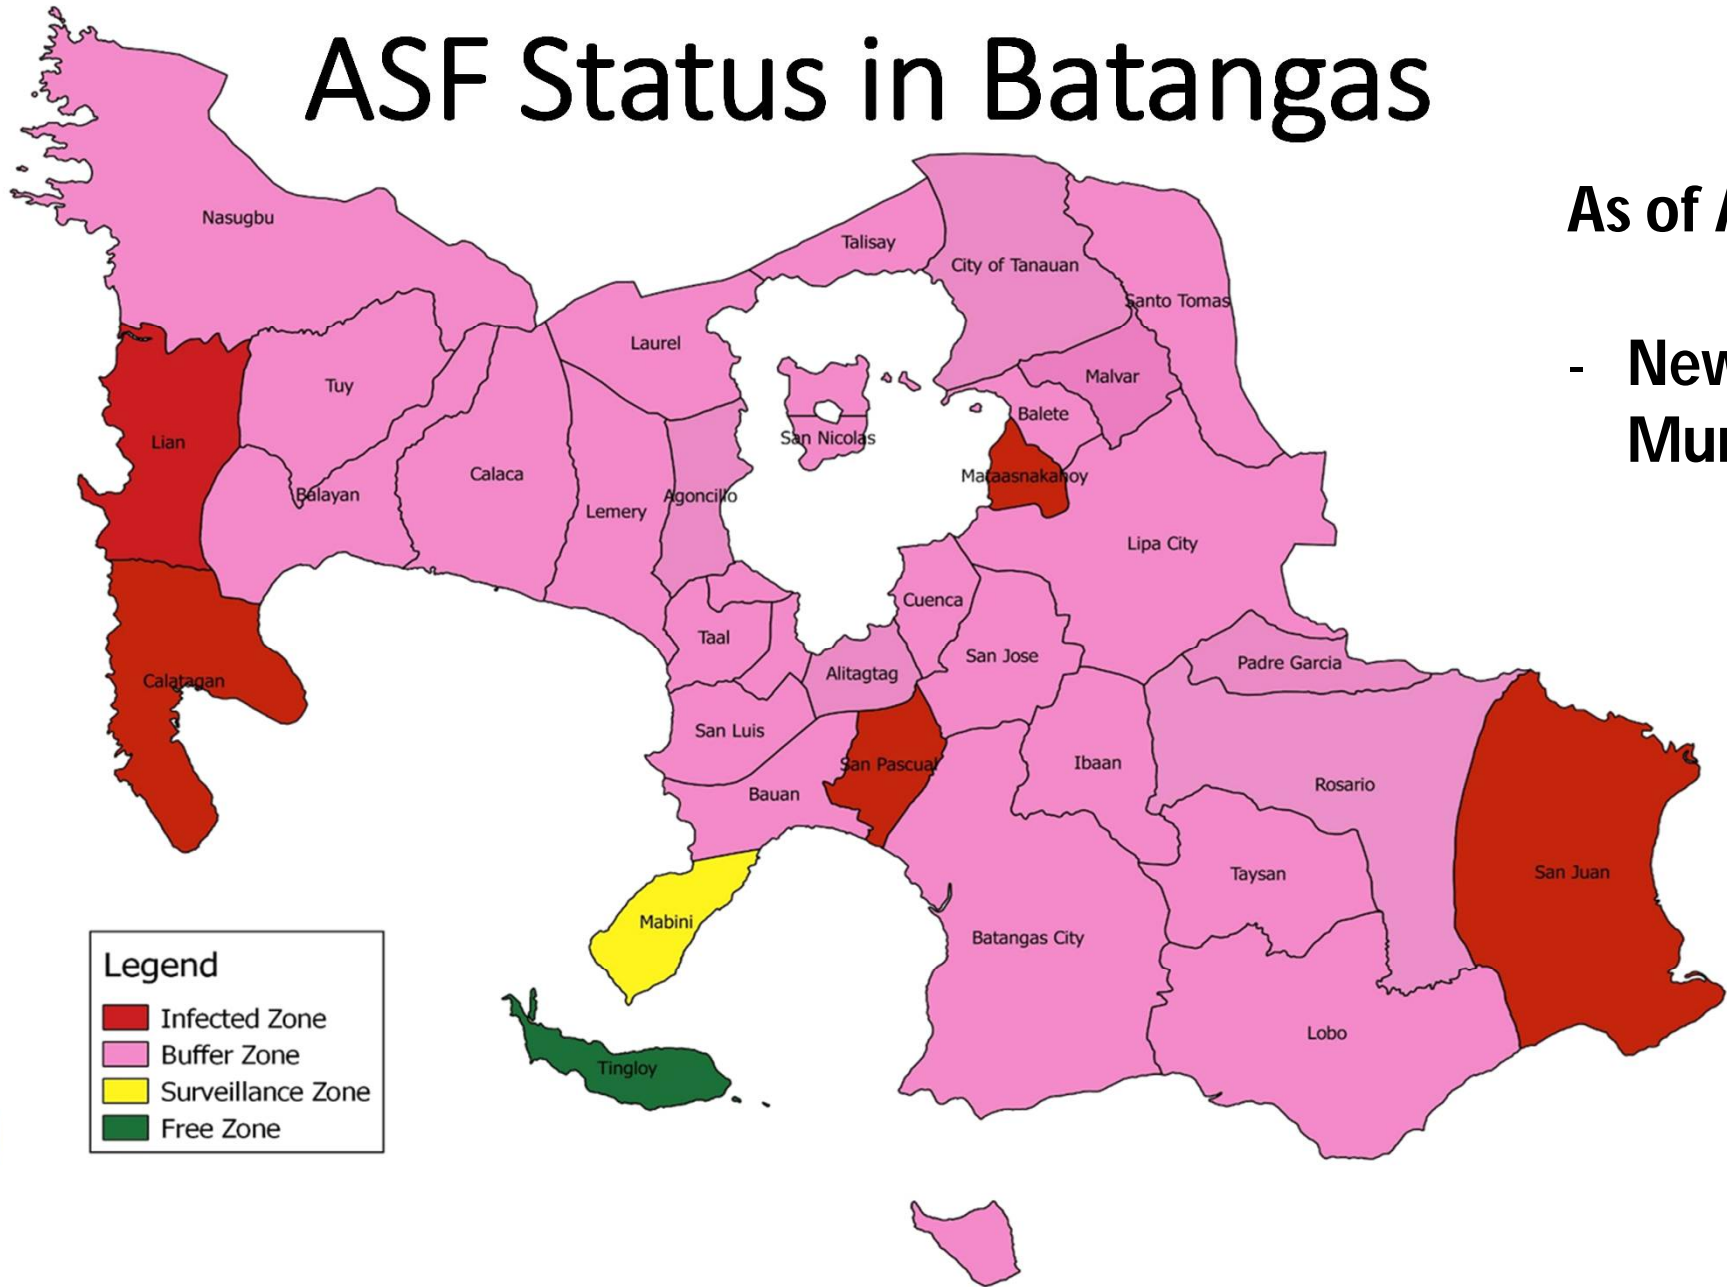 ASF Status in Batangas
As of
- New
Nasugbu
Talisay
City of Tanauan
Santo Tomas
Laurel
Malvar
Tuy
Balete
San Nicolas
Lian
Mataasnakahoy
Calaca
Agoncillo
Balayan
Lemery
Lipa City
Cuenca
Taal
San Jose
Padre Garcia
Alitagtag
Calatagan
San Luis
San Pascual
Ibaan
Rosario
Bauan
Taysan
San Juan
Mabini
Batangas City
Lobo
Tingloy
Legend
Infected Zone
Buffer Zone
Surveillance Zone
Free Zone